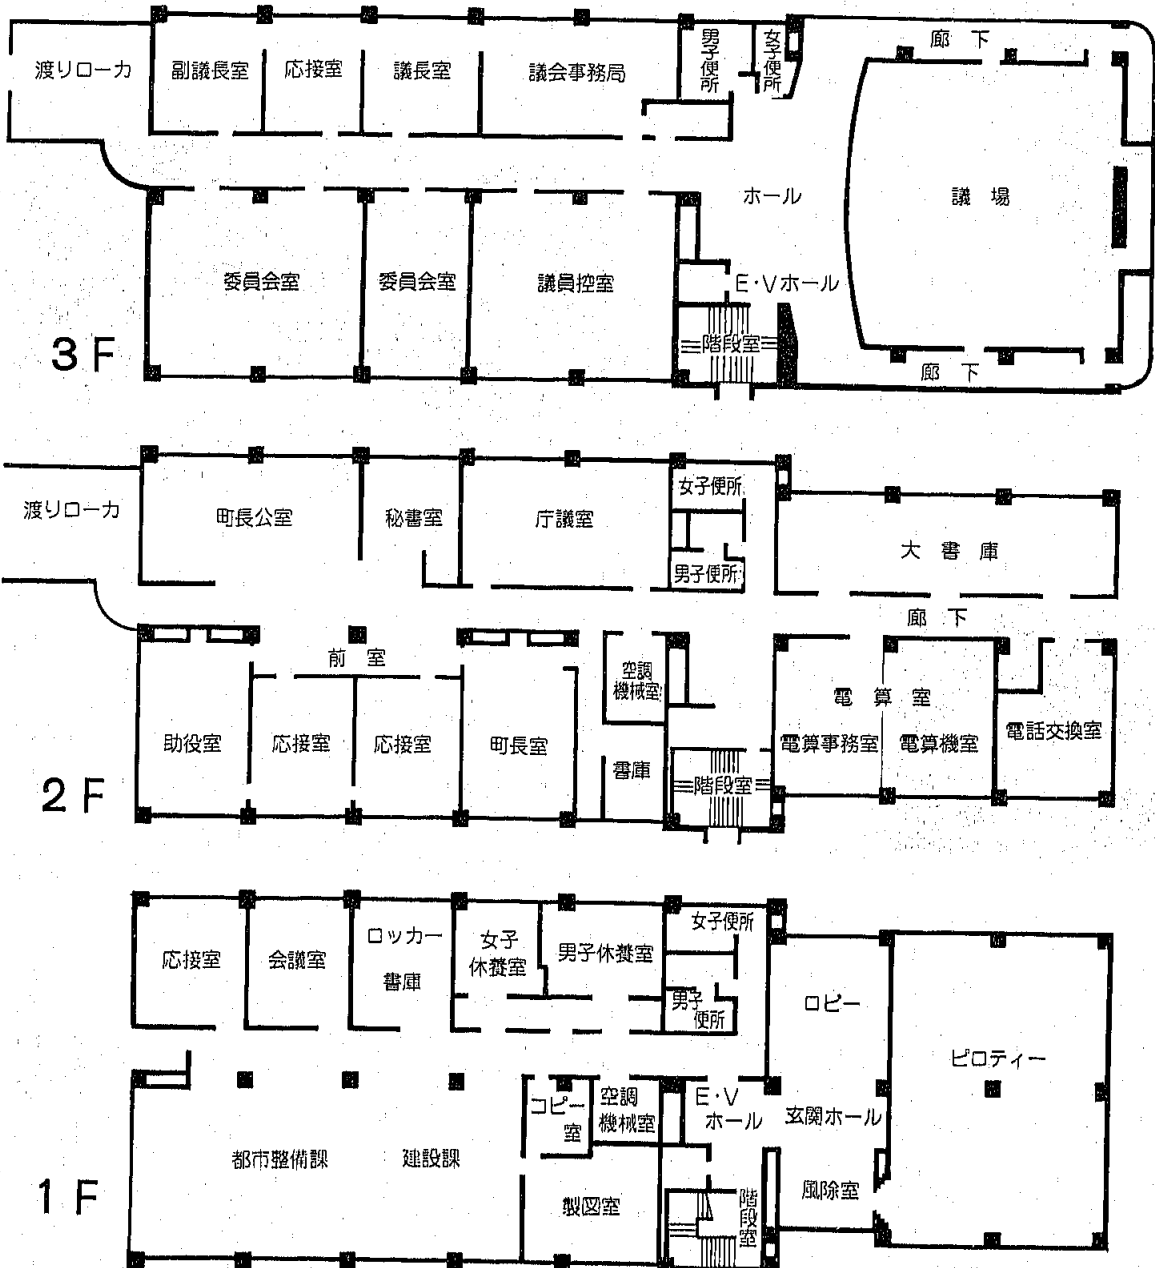 渡りローカ
副議長室
応接室
議長室
議会事務局
男子便所
女子便所
廊下
ホール
議場
委員会室
委員会室
議員控室
E・Vホール
階段室
廊下
3F
渡りローカ
町長公室
秘書室
庁議室
女子便所
男子便所
大書庫
廊下
前室
助役室
応接室
応接室
町長室
空調
機械室
書庫
階段室
電算室
電算事務室
電算機室
電話交換室
2F
応接室
会議室
ロッカー
書庫
女子
休養室
男子休養室
女子便所
男子
便所
ロビー
ピロティー
コピー
室
空調
機械室
E・V
ホール
玄関ホール
都市整備課
建設課
製図室
階段室
風除室
1F